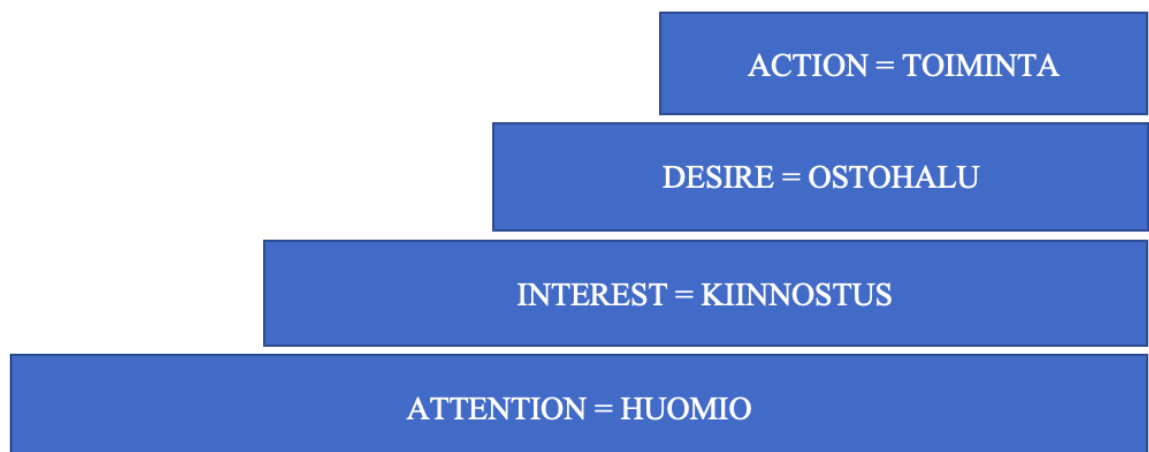 ACTION = TOIMINTA
DESIRE = OSTOHALU
INTEREST = KIINNOSTUS
ATTENTION = HUOMIO